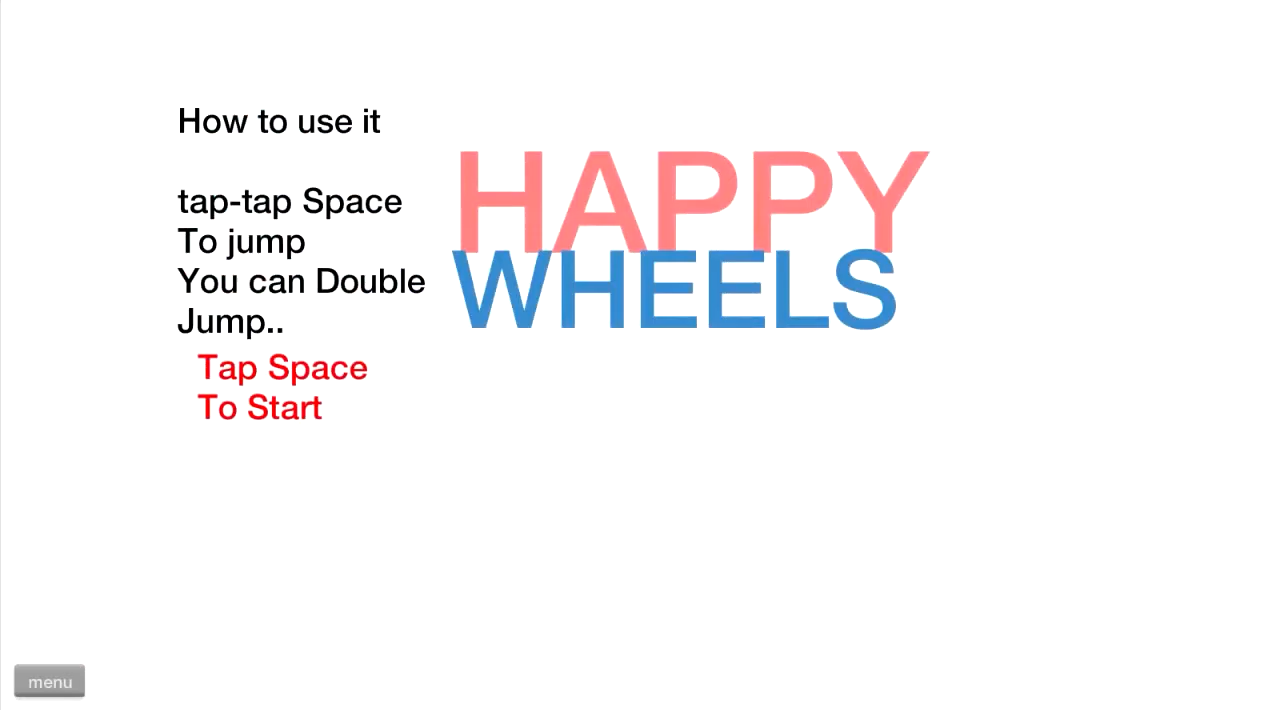 How to use it
tap-tap Space
To jump
You can Double
Jump..
Tap Space
To Start
HAPPY
WHEELS
menu